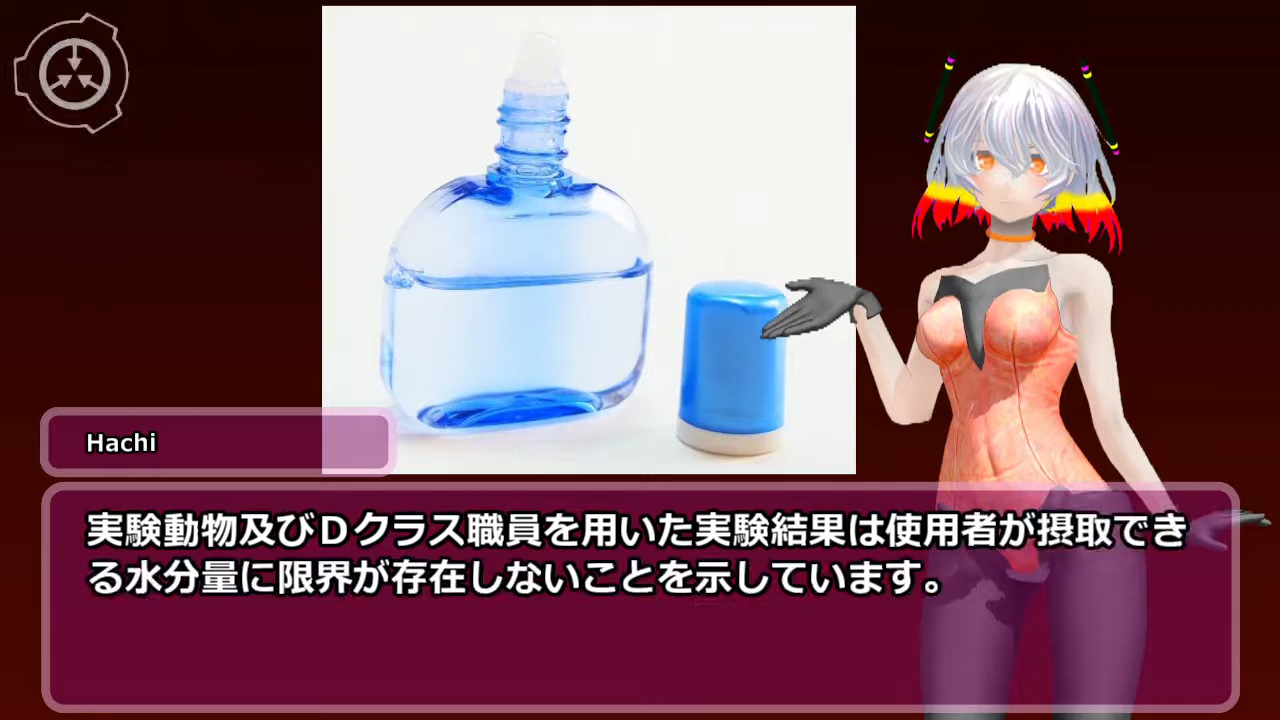 Hachi
実験動物及びＤクラス職員を用いた実験結果は使用者が摂取でき
る水分量に限界が存在しないことを示しています。